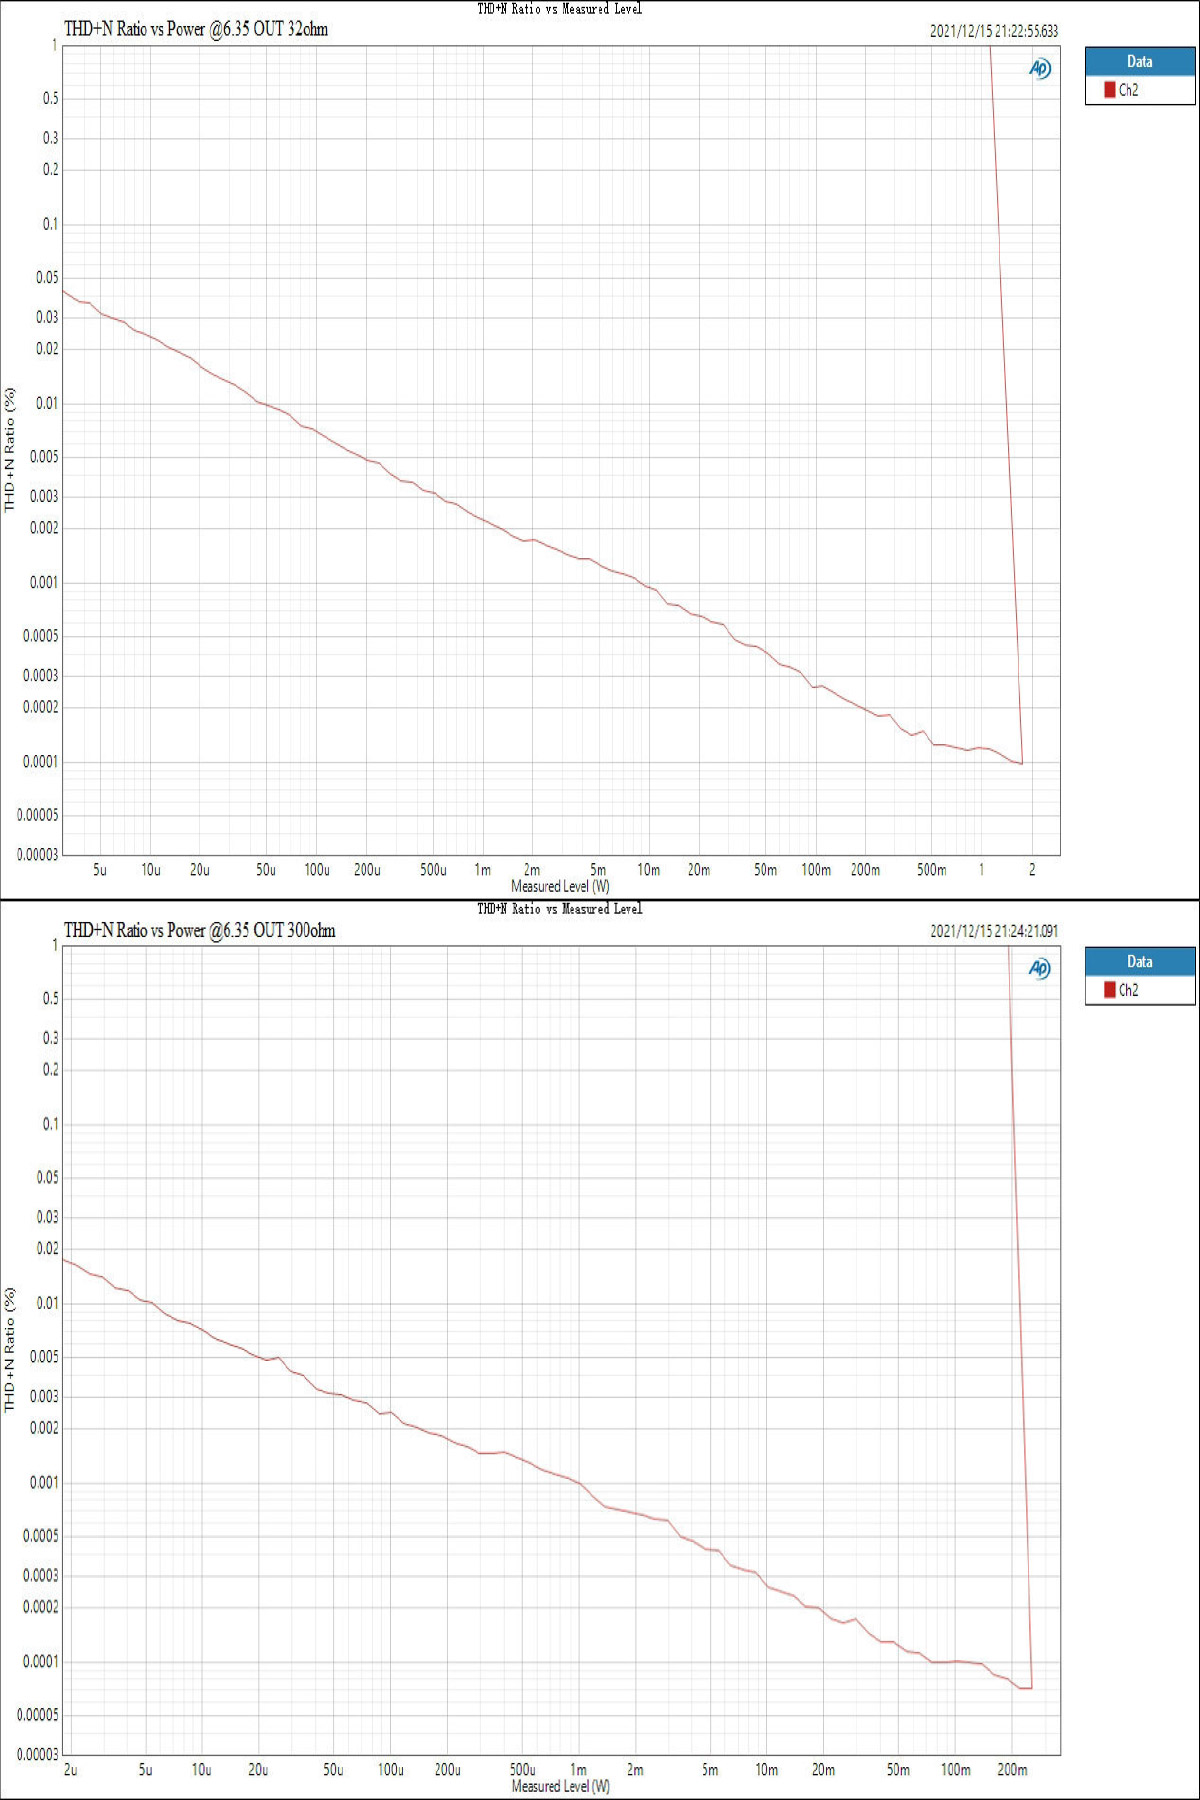 THD+N Ratio vs Measured Level
THD+N Ratio vs Power @6.35 OUT 32ohm
2021/12/15 21:22:55.633
AP
Data
Ch2
1
0.5
0.3
0.2
0.1
0.05
0.03
0.02
0.01
0.005
0.003
0.002
0.001
0.0005
0.0003
0.0002
0.0001
0.00005
0.00003
THD+N Ratio (%)
5u 10u 20u 50u 100u 200u 500u 1m 2m 5m 10m 20m 50m 100m 200m 500m 1 2
Measured Level (W)
THD+N Ratio vs Measured Level
THD+N Ratio vs Power @6.35 OUT 300ohm
2021/12/15 21:24:21.091
AP
Data
Ch2
1
0.5
0.3
0.2
0.1
0.05
0.03
0.02
0.01
0.005
0.003
0.002
0.001
0.0005
0.0003
0.0002
0.0001
0.00005
0.00003
THD+N Ratio (%)
2u 5u 10u 20u 50u 100u 200u 500u 1m 2m 5m 10m 20m 50m 100m 200m
Measured Level (W)